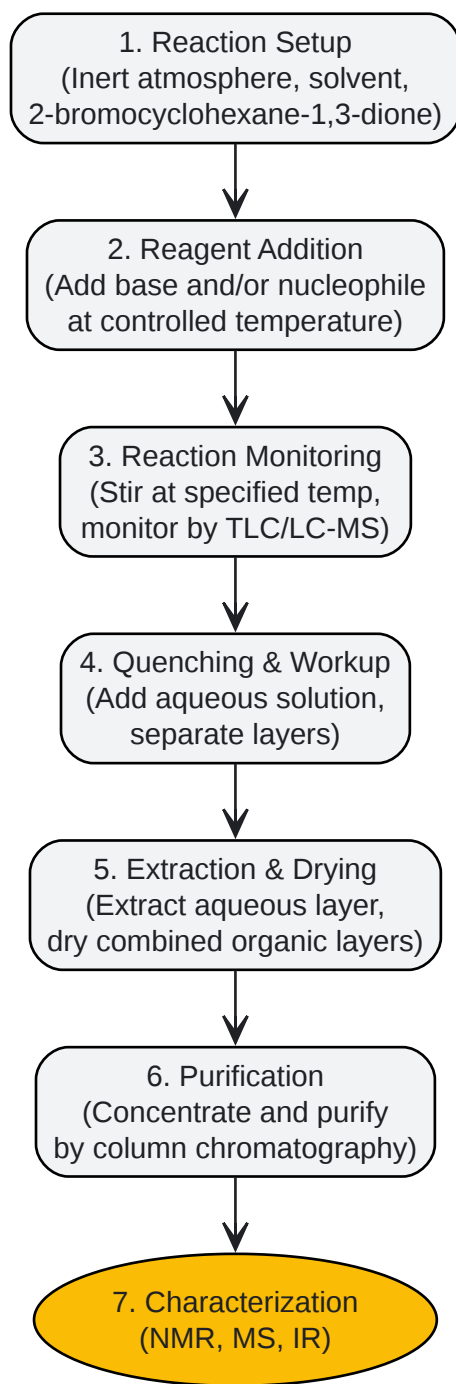 1. Reaction Setup
(Inert atmosphere, solvent,
2-bromocyclohexane-1,3-dione)
2. Reagent Addition
(Add base and/or nucleophile
at controlled temperature)
3. Reaction Monitoring
(Stir at specified temp,
monitor by TLC/LC-MS)
4. Quenching & Workup
(Add aqueous solution,
separate layers)
5. Extraction & Drying
(Extract aqueous layer,
dry combined organic layers)
6. Purification
(Concentrate and purify
by column chromatography)
7. Characterization
(NMR, MS, IR)